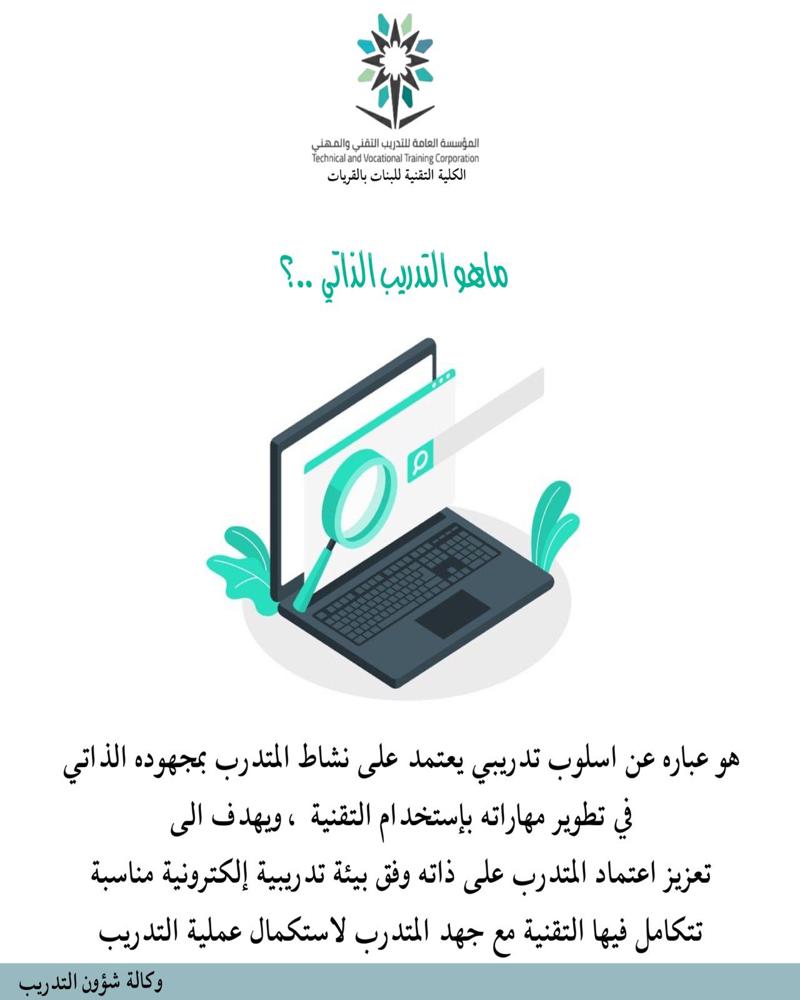 المؤسسة العامة للتدريب التقني والمهني
Technical and Vocational Training Corporation
الكلية التقنية للبنات بالقريات
ماهو التدريب الذاتي ..؟
هو عباره عن اسلوب تدريبي يعتمد على نشاط المتدرب بمجهوده الذاتي
في تطوير مهاراته بإستخدام التقنية ، ويهدف الى
تعزيز اعتماد المتدرب على ذاته وفق بيئة تدريبية إلكترونية مناسبة
تتكامل فيها التقنية مع جهد المتدرب لاستكمال عملية التدريب
وكالة شؤون التدريب